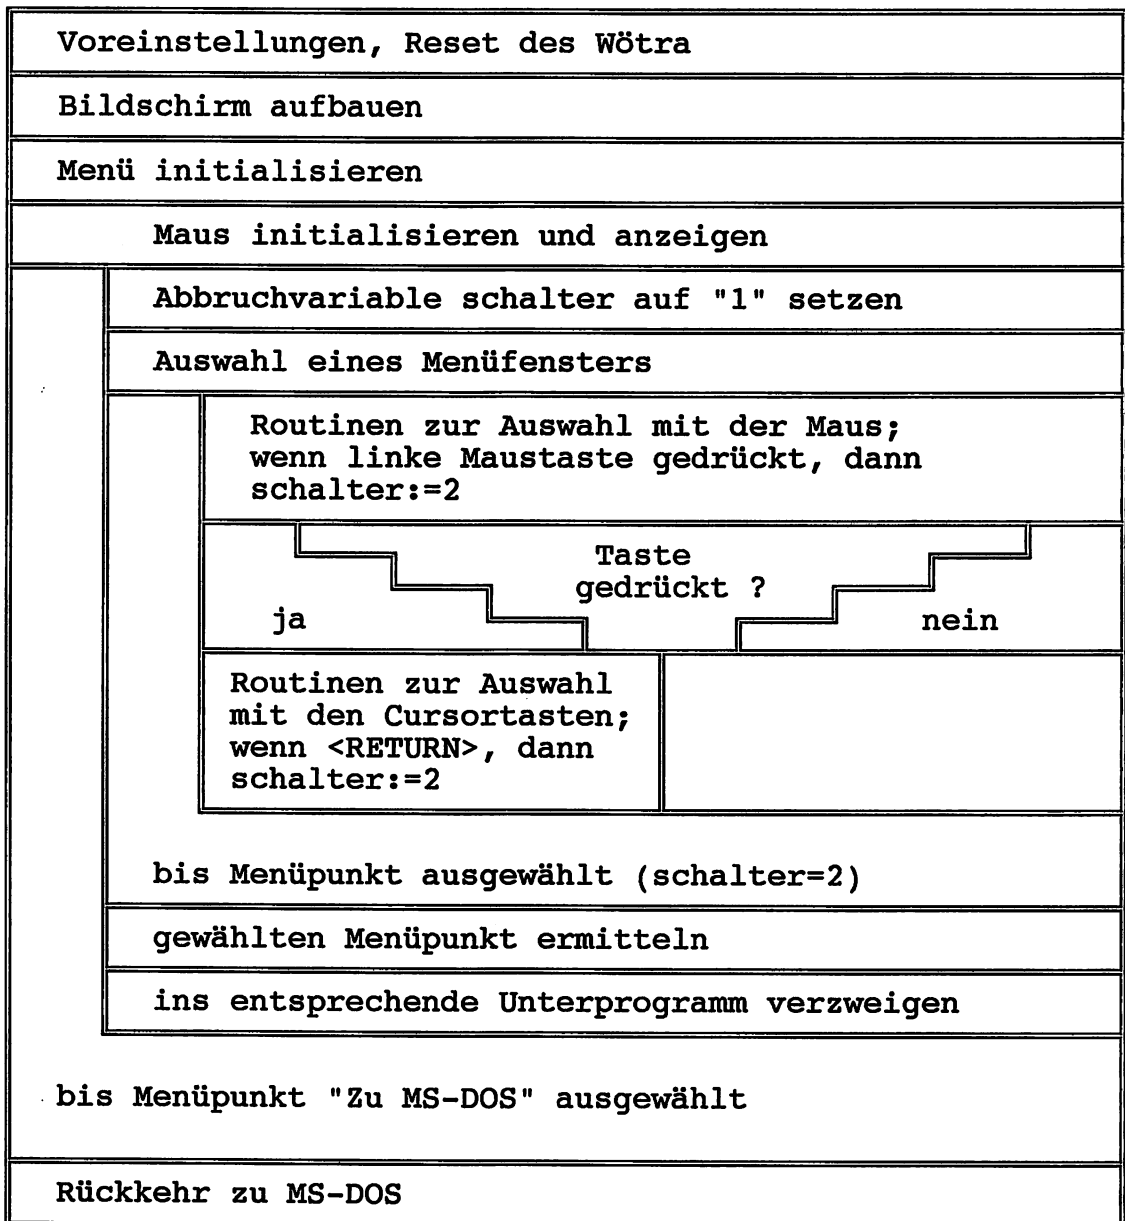 Voreinstellungen, Reset des Wötra
Bildschirm aufbauen
Menü initialisieren
Maus initialisieren und anzeigen
Abbruchvariable schalter auf "1" setzen
Auswahl eines Menüfensters
Routinen zur Auswahl mit der Maus;
wenn linke Maustaste gedrückt, dann
schalter:=2
Taste
gedrückt ?
ja
nein
Routinen zur Auswahl
mit den Cursortasten;
wenn <RETURN>, dann
schalter:=2
bis Menüpunkt ausgewählt (schalter=2)
gewählten Menüpunkt ermitteln
ins entsprechende Unterprogramm verzweigen
bis Menüpunkt "Zu MS-DOS" ausgewählt
Rückkehr zu MS-DOS